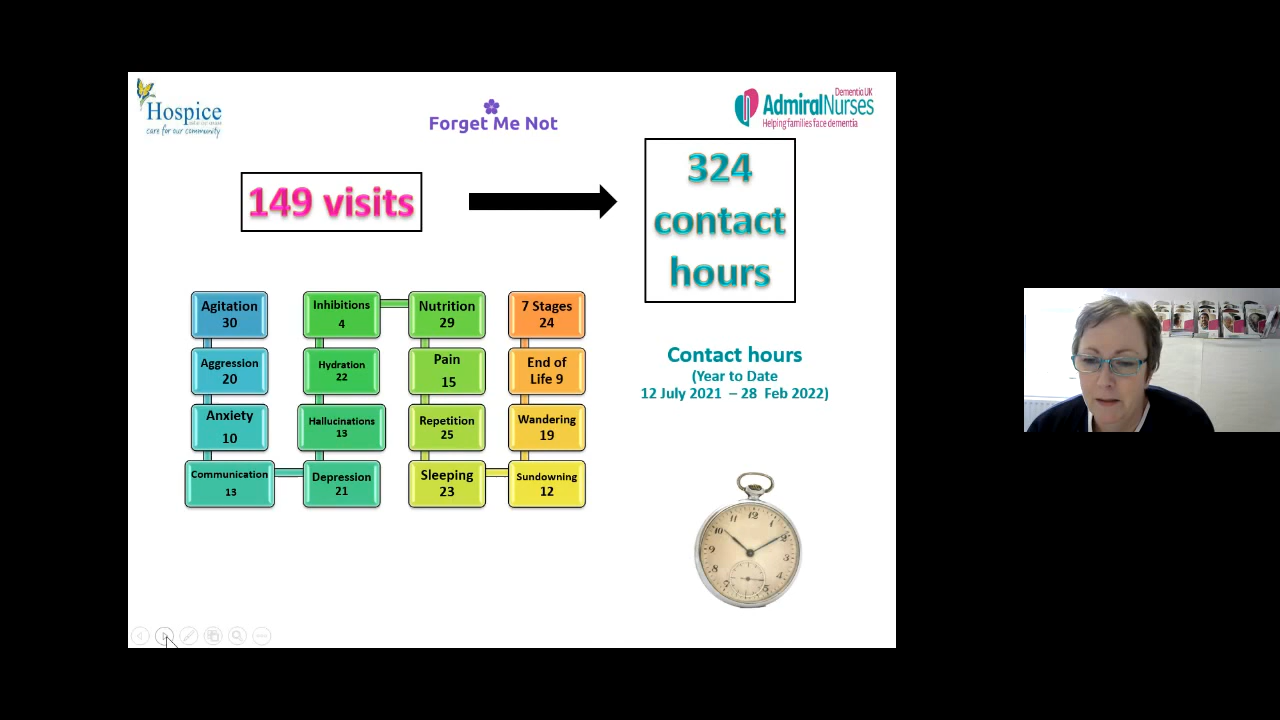 Hospice
care for our community
Forget Me Not
Dementia UK
AdmiralNurses
Helping families face dementia
149 visits
324
contact
hours
Agitation
30
Aggression
20
Anxiety
10
Communication
13
Inhibitions
4
Hydration
22
Hallucinations
13
Depression
21
Nutrition
29
Pain
15
Repetition
25
Sleeping
23
7 Stages
24
End of
Life 9
Wandering
19
Sundowning
12
Contact hours
(Year to Date
12 July 2021 – 28 Feb 2022)